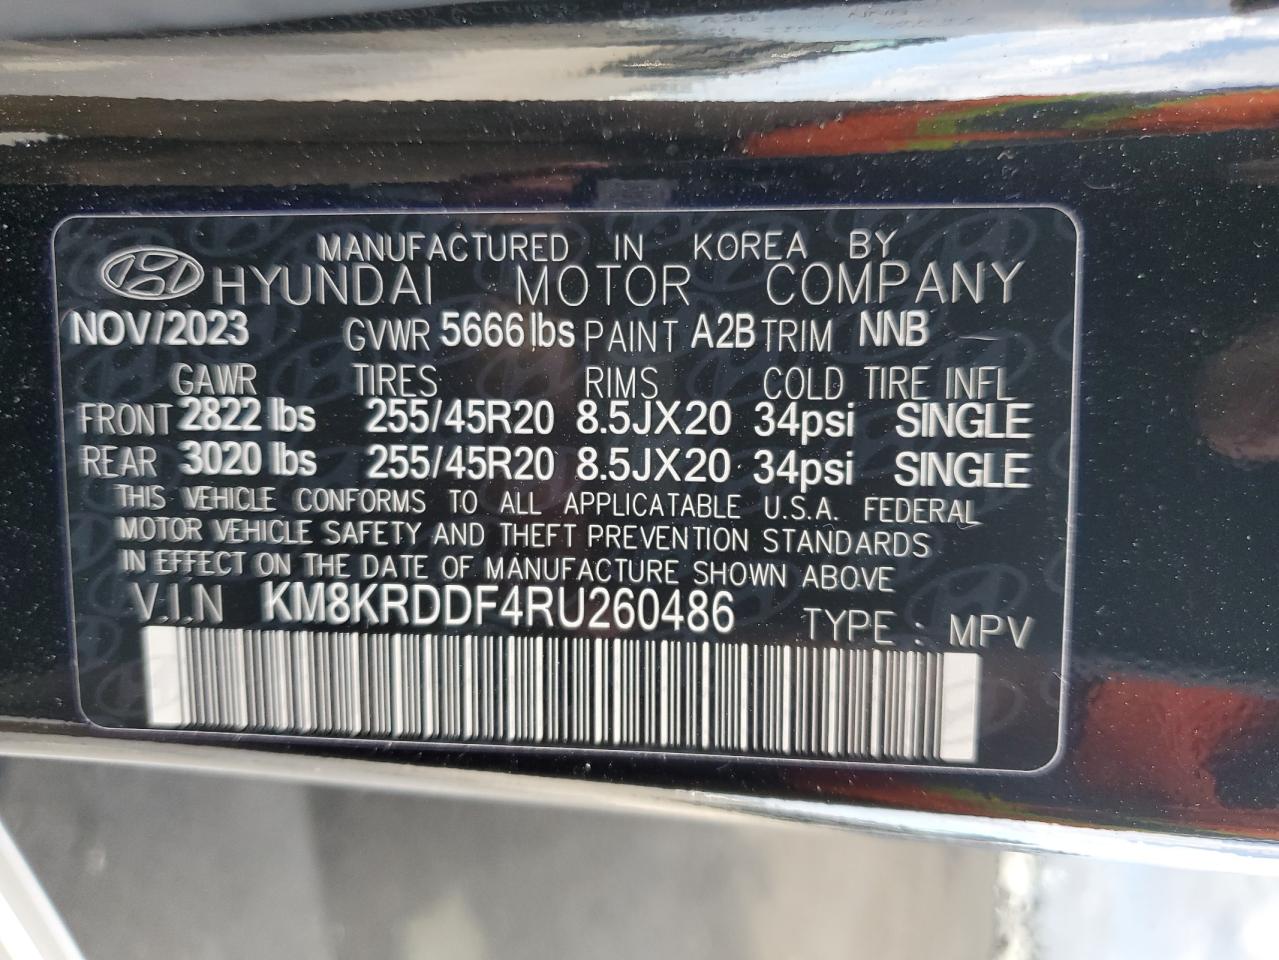 MANUFACTURED IN KOREA BY
HYUNDAI MOTOR COMPANY
NOV//2023 GVWR 5666 lbs PAINT A2B TRIM NNB
GAWR TIRES RIMS COLD TIRE INFL
FRONT 2822 lbs 255/45R20 8.5JX20 34psi SINGLE
REAR 3020 lbs 255/45R20 8.5JX20 34psi SINGLE
THIS VEHICLE CONFORMS TO ALL APPLICATABLE U.S.A. FEDERAL
MOTOR VEHICLE SAFETY AND THEFT PREVENTION STANDARDS
IN EFFECT ON THE DATE OF MANUFACTURE SHOWN ABOVE
V.I.N KM8KRDDF4RU260486 TYPE : MPV